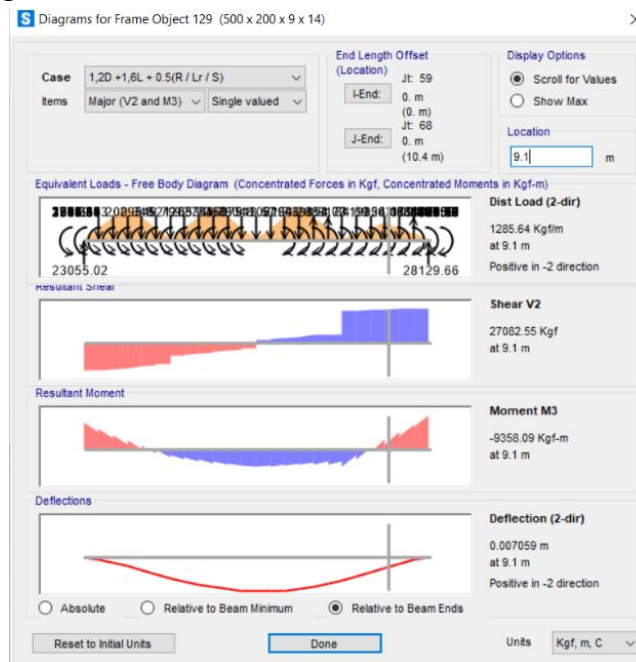 Diagrams for Frame Object 129 (500 x 200 x 9 x 14)
Case 1,2D +1,6L + 0.5(R / Lr / S)
Items Major (V2 and M3) Single valued
End Length Offset
(Location)
Jt: 59
I-End: 0. m
(0. m)
Jt: 68
J-End: 0. m
(10.4 m)
Display Options
Scroll for Values
Show Max
Location
9.1 m
Equivalent Loads - Free Body Diagram (Concentrated Forces in Kgf, Concentrated Moments in Kgf-m)
23055.02
28129.66
Dist Load (2-dir)
1285.64 Kgf/m
at 9.1 m
Positive in -2 direction
Resultant Shear
Shear V2
27082.55 Kgf
at 9.1 m
Resultant Moment
Moment M3
-9358.09 Kgf-m
at 9.1 m
Deflections
Deflection (2-dir)
0.007059 m
at 9.1 m
Positive in -2 direction
Absolute Relative to Beam Minimum Relative to Beam Ends
Reset to Initial Units Done Units Kgf, m, C